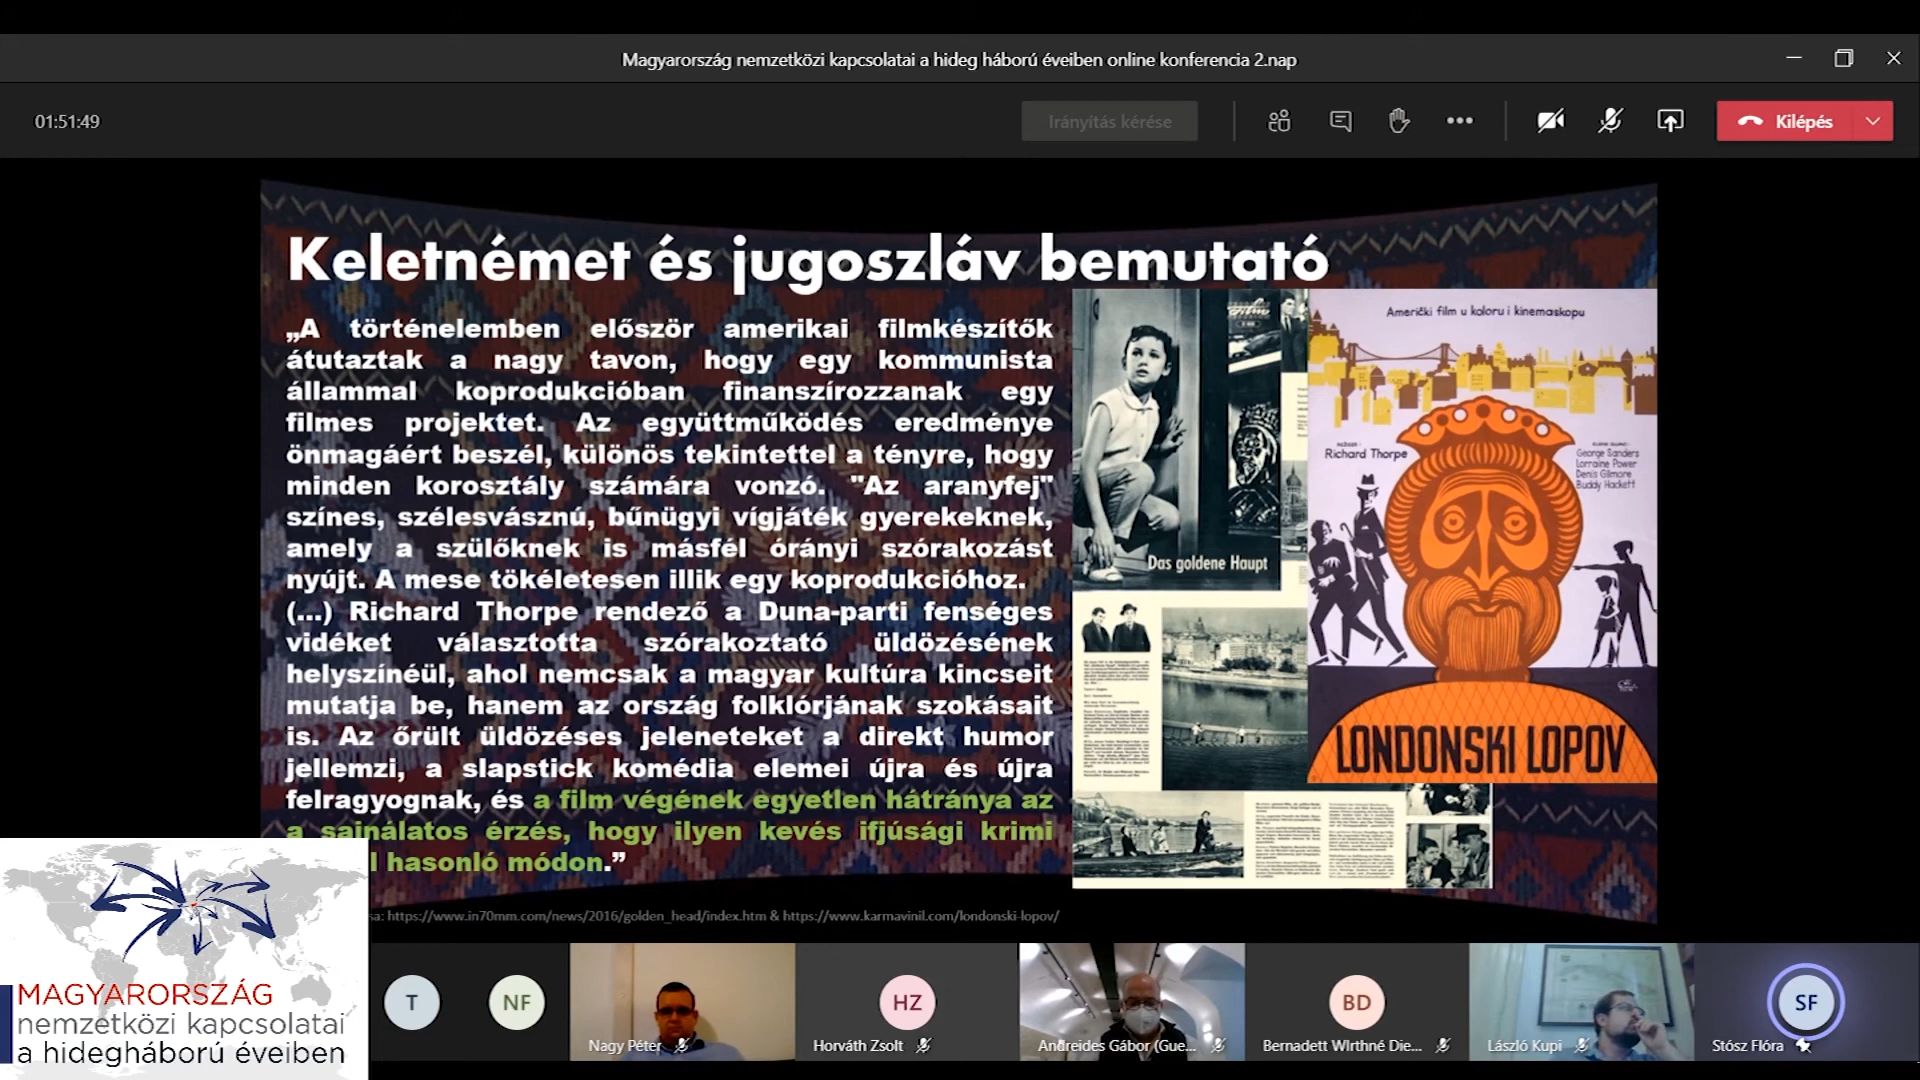 Magyarország nemzetközi kapcsolatai a hideg háború éveiben online konferencia 2.nap
01:51:49
Irányítás kérése
Kilépés
Keletnémet és jugoszláv bemutató
„A történelemben először amerikai filmkészítők
átutaztak a nagy tavon, hogy egy kommunista
állammal koprodukcióban finanszírozzanak egy
filmes projektet. Az együttműködés eredménye
önmagáért beszél, különös tekintettel a tényre, hogy
minden korosztály számára vonzó. "Az aranyfej"
színes, szélesvásznú, bűnügyi vígjáték gyerekeknek,
amely a szülőknek is másfél órányi szórakozást
nyújt. A mese tökéletesen illik egy koprodukcióhoz.
(...) Richard Thorpe rendező a Duna-parti fenséges
vidéket választotta szórakoztató üldözésének
helyszínéül, ahol nemcsak a magyar kultúra kincseit
mutatja be, hanem az ország folklórjának szokásait
is. Az őrült üldözéses jeleneteket a direkt humor
jellemzi, a slapstick komédia elemei újra és újra
felragyognak, és a film végének egyetlen hátránya az
a sajnálatos érzés, hogy ilyen kevés ifjúsági krimi
l hasonló módon.”
sa: https://www.in70mm.com/news/2016/golden_head/index.htm & https://www.karmavinil.com/londonski-lopov/
Das goldene Haupt
Američki film u koloru i kinemaskopu
Richard Thorpe
George Sanders
Lorraine Power
Denis Gilmore
Buddy Hackett
LONDONSKI LOPOV
MAGYARORSZÁG
nemzetközi kapcsolatai
a hidegháború éveiben
T
NF
Nagy Péter
HZ
Horváth Zsolt
Andreides Gábor (Gue...
BD
Bernadett WIrthné Die...
László Kupi
SF
Stósz Flóra